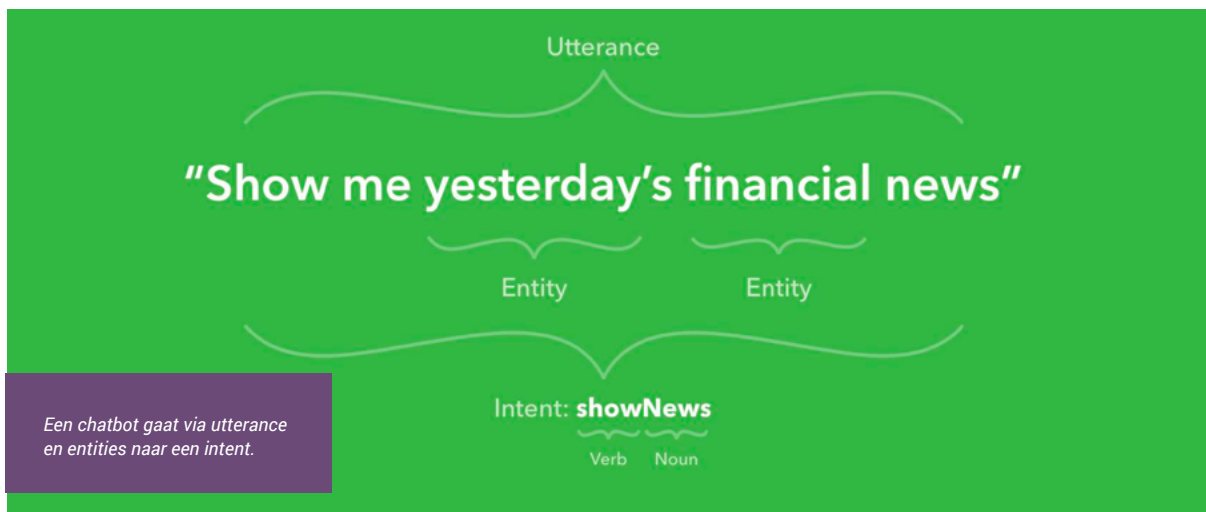 Utterance
"Show me yesterday's financial news"
Entity Entity
Intent: showNews
Verb Noun
Een chatbot gaat via utterance
en entities naar een intent.